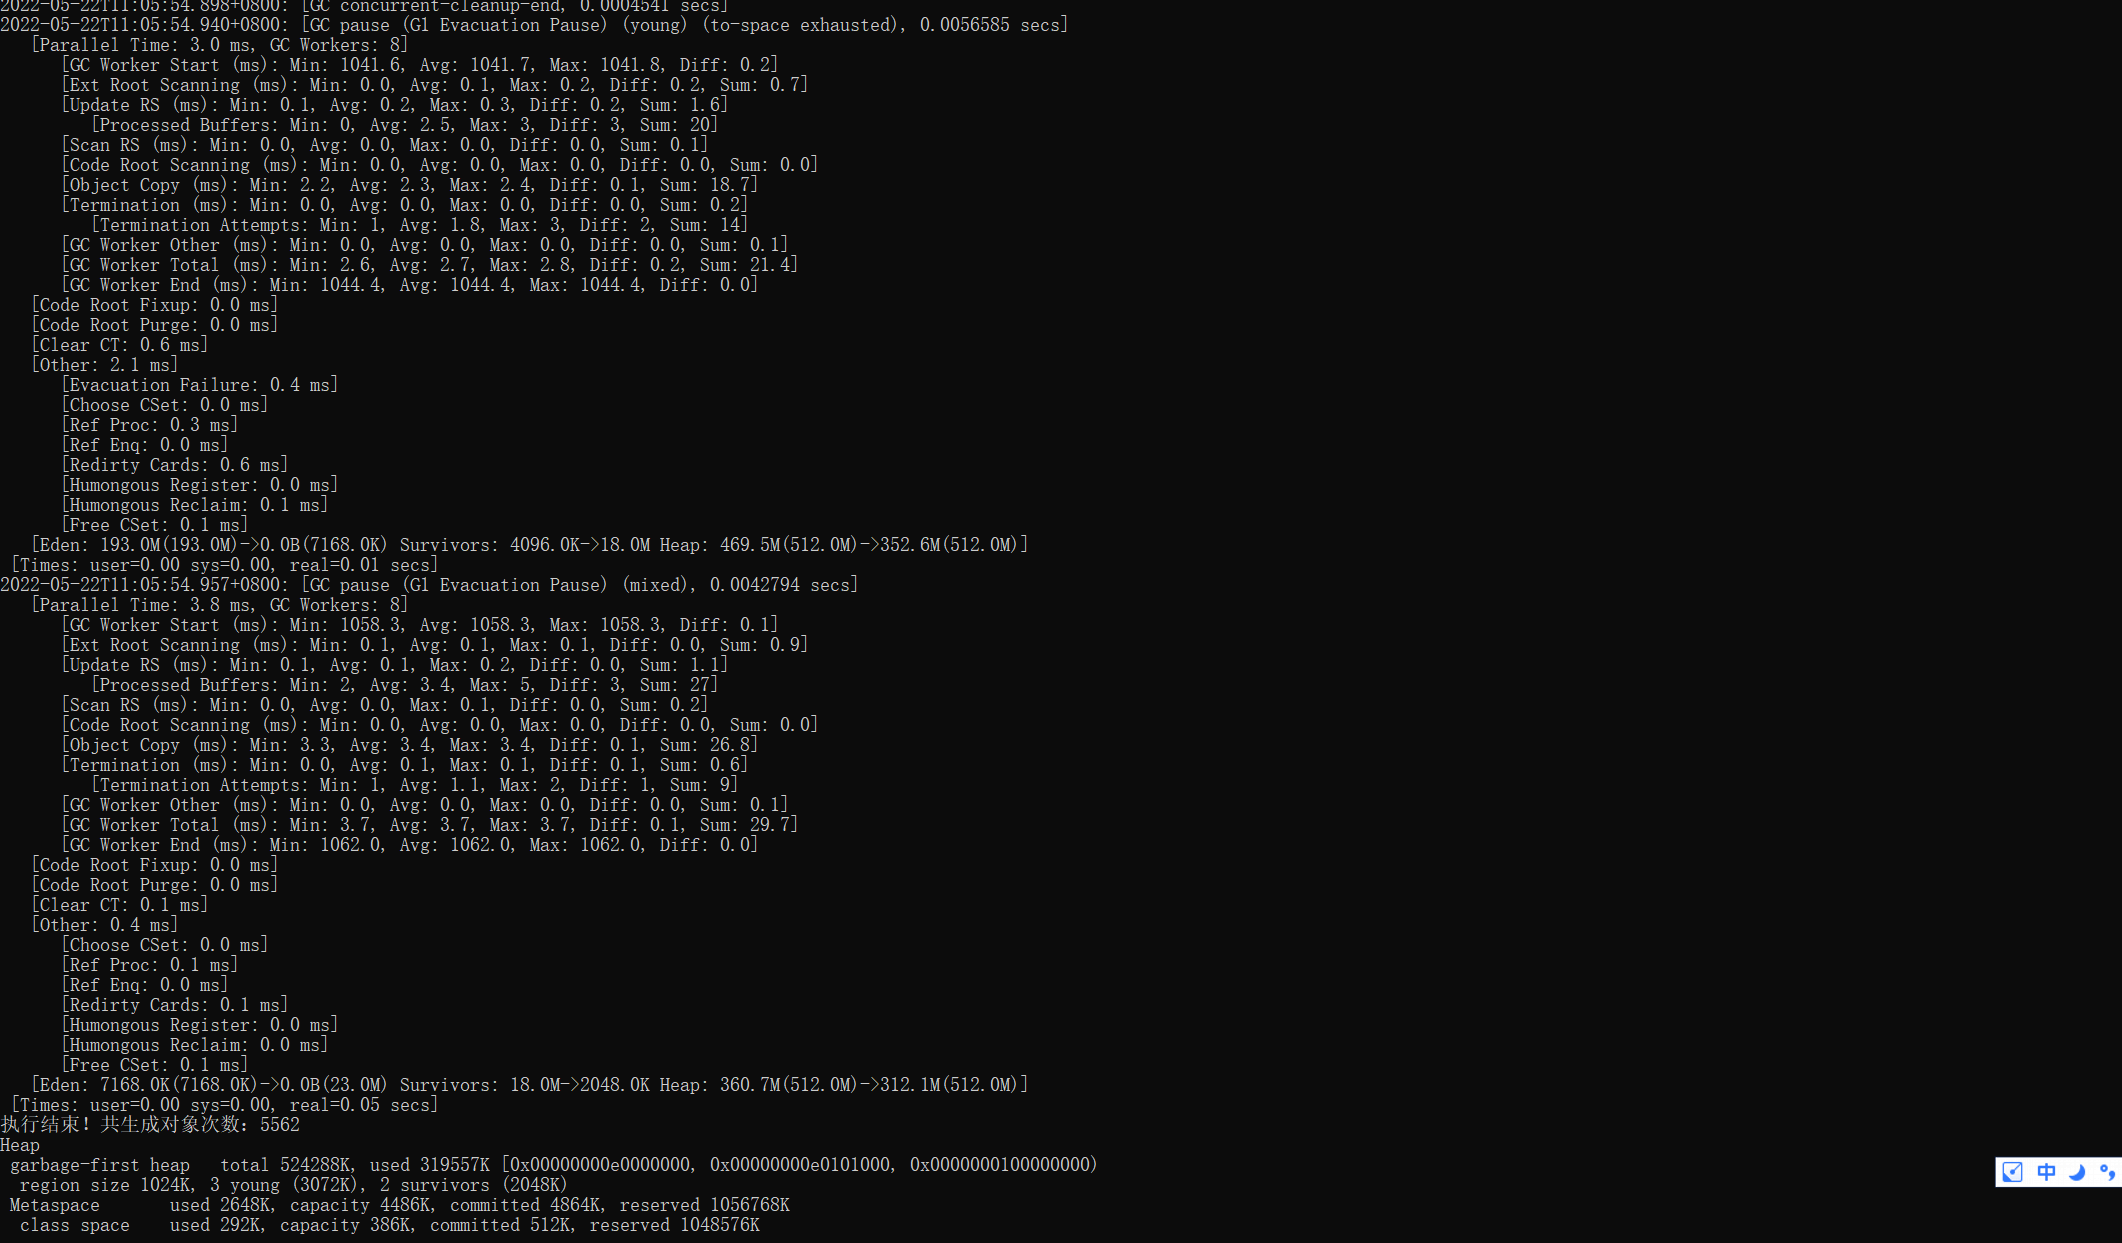 2022-05-22T11:05:54.898+0800: [GC concurrent-cleanup-end, 0.0004541 secs]
2022-05-22T11:05:54.940+0800: [GC pause (G1 Evacuation Pause) (young) (to-space exhausted), 0.0056585 secs]
   [Parallel Time: 3.0 ms, GC Workers: 8]
      [GC Worker Start (ms): Min: 1041.6, Avg: 1041.7, Max: 1041.8, Diff: 0.2]
      [Ext Root Scanning (ms): Min: 0.0, Avg: 0.1, Max: 0.2, Diff: 0.2, Sum: 0.7]
      [Update RS (ms): Min: 0.1, Avg: 0.2, Max: 0.3, Diff: 0.2, Sum: 1.6]
         [Processed Buffers: Min: 0, Avg: 2.5, Max: 3, Diff: 3, Sum: 20]
      [Scan RS (ms): Min: 0.0, Avg: 0.0, Max: 0.0, Diff: 0.0, Sum: 0.1]
      [Code Root Scanning (ms): Min: 0.0, Avg: 0.0, Max: 0.0, Diff: 0.0, Sum: 0.0]
      [Object Copy (ms): Min: 2.2, Avg: 2.3, Max: 2.4, Diff: 0.1, Sum: 18.7]
      [Termination (ms): Min: 0.0, Avg: 0.0, Max: 0.0, Diff: 0.0, Sum: 0.2]
         [Termination Attempts: Min: 1, Avg: 1.8, Max: 3, Diff: 2, Sum: 14]
      [GC Worker Other (ms): Min: 0.0, Avg: 0.0, Max: 0.0, Diff: 0.0, Sum: 0.1]
      [GC Worker Total (ms): Min: 2.6, Avg: 2.7, Max: 2.8, Diff: 0.2, Sum: 21.4]
      [GC Worker End (ms): Min: 1044.4, Avg: 1044.4, Max: 1044.4, Diff: 0.0]
   [Code Root Fixup: 0.0 ms]
   [Code Root Purge: 0.0 ms]
   [Clear CT: 0.6 ms]
   [Other: 2.1 ms]
      [Evacuation Failure: 0.4 ms]
      [Choose CSet: 0.0 ms]
      [Ref Proc: 0.3 ms]
      [Ref Enq: 0.0 ms]
      [Redirty Cards: 0.6 ms]
      [Humongous Register: 0.0 ms]
      [Humongous Reclaim: 0.1 ms]
      [Free CSet: 0.1 ms]
   [Eden: 193.0M(193.0M)->0.0B(7168.0K) Survivors: 4096.0K->18.0M Heap: 469.5M(512.0M)->352.6M(512.0M)]
 [Times: user=0.00 sys=0.00, real=0.01 secs]
2022-05-22T11:05:54.957+0800: [GC pause (G1 Evacuation Pause) (mixed), 0.0042794 secs]
   [Parallel Time: 3.8 ms, GC Workers: 8]
      [GC Worker Start (ms): Min: 1058.3, Avg: 1058.3, Max: 1058.3, Diff: 0.1]
      [Ext Root Scanning (ms): Min: 0.1, Avg: 0.1, Max: 0.1, Diff: 0.0, Sum: 0.9]
      [Update RS (ms): Min: 0.1, Avg: 0.1, Max: 0.2, Diff: 0.0, Sum: 1.1]
         [Processed Buffers: Min: 2, Avg: 3.4, Max: 5, Diff: 3, Sum: 27]
      [Scan RS (ms): Min: 0.0, Avg: 0.0, Max: 0.1, Diff: 0.0, Sum: 0.2]
      [Code Root Scanning (ms): Min: 0.0, Avg: 0.0, Max: 0.0, Diff: 0.0, Sum: 0.0]
      [Object Copy (ms): Min: 3.3, Avg: 3.4, Max: 3.4, Diff: 0.1, Sum: 26.8]
      [Termination (ms): Min: 0.0, Avg: 0.1, Max: 0.1, Diff: 0.1, Sum: 0.6]
         [Termination Attempts: Min: 1, Avg: 1.1, Max: 2, Diff: 1, Sum: 9]
      [GC Worker Other (ms): Min: 0.0, Avg: 0.0, Max: 0.0, Diff: 0.0, Sum: 0.1]
      [GC Worker Total (ms): Min: 3.7, Avg: 3.7, Max: 3.7, Diff: 0.1, Sum: 29.7]
      [GC Worker End (ms): Min: 1062.0, Avg: 1062.0, Max: 1062.0, Diff: 0.0]
   [Code Root Fixup: 0.0 ms]
   [Code Root Purge: 0.0 ms]
   [Clear CT: 0.1 ms]
   [Other: 0.4 ms]
      [Choose CSet: 0.0 ms]
      [Ref Proc: 0.1 ms]
      [Ref Enq: 0.0 ms]
      [Redirty Cards: 0.1 ms]
      [Humongous Register: 0.0 ms]
      [Humongous Reclaim: 0.0 ms]
      [Free CSet: 0.1 ms]
   [Eden: 7168.0K(7168.0K)->0.0B(23.0M) Survivors: 18.0M->2048.0K Heap: 360.7M(512.0M)->312.1M(512.0M)]
 [Times: user=0.00 sys=0.00, real=0.05 secs]
执行结束！共生成对象次数：5562
Heap
 garbage-first heap   total 524288K, used 319557K [0x00000000e0000000, 0x00000000e0101000, 0x0000000100000000)
  region size 1024K, 3 young (3072K), 2 survivors (2048K)
 Metaspace       used 2648K, capacity 4486K, committed 4864K, reserved 1056768K
  class space    used 292K, capacity 386K, committed 512K, reserved 1048576K
中